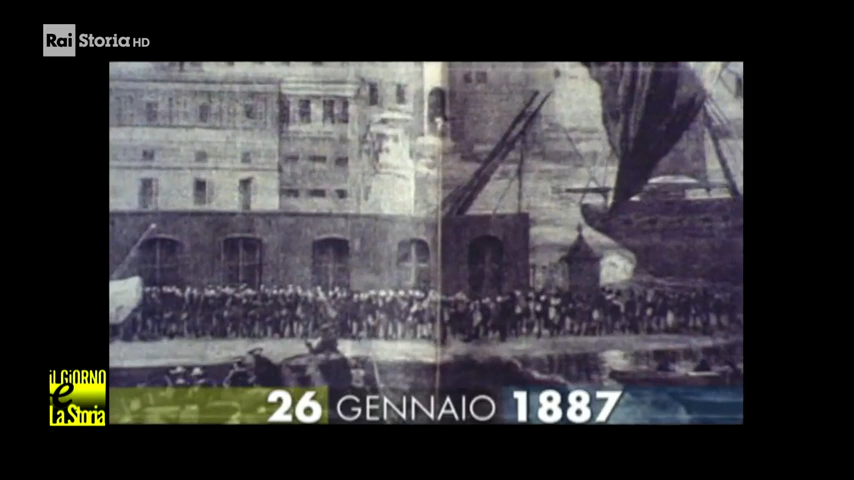 Rai Storia HD
iL GiORNO
e
La Storia
26 GENNAIO 1887